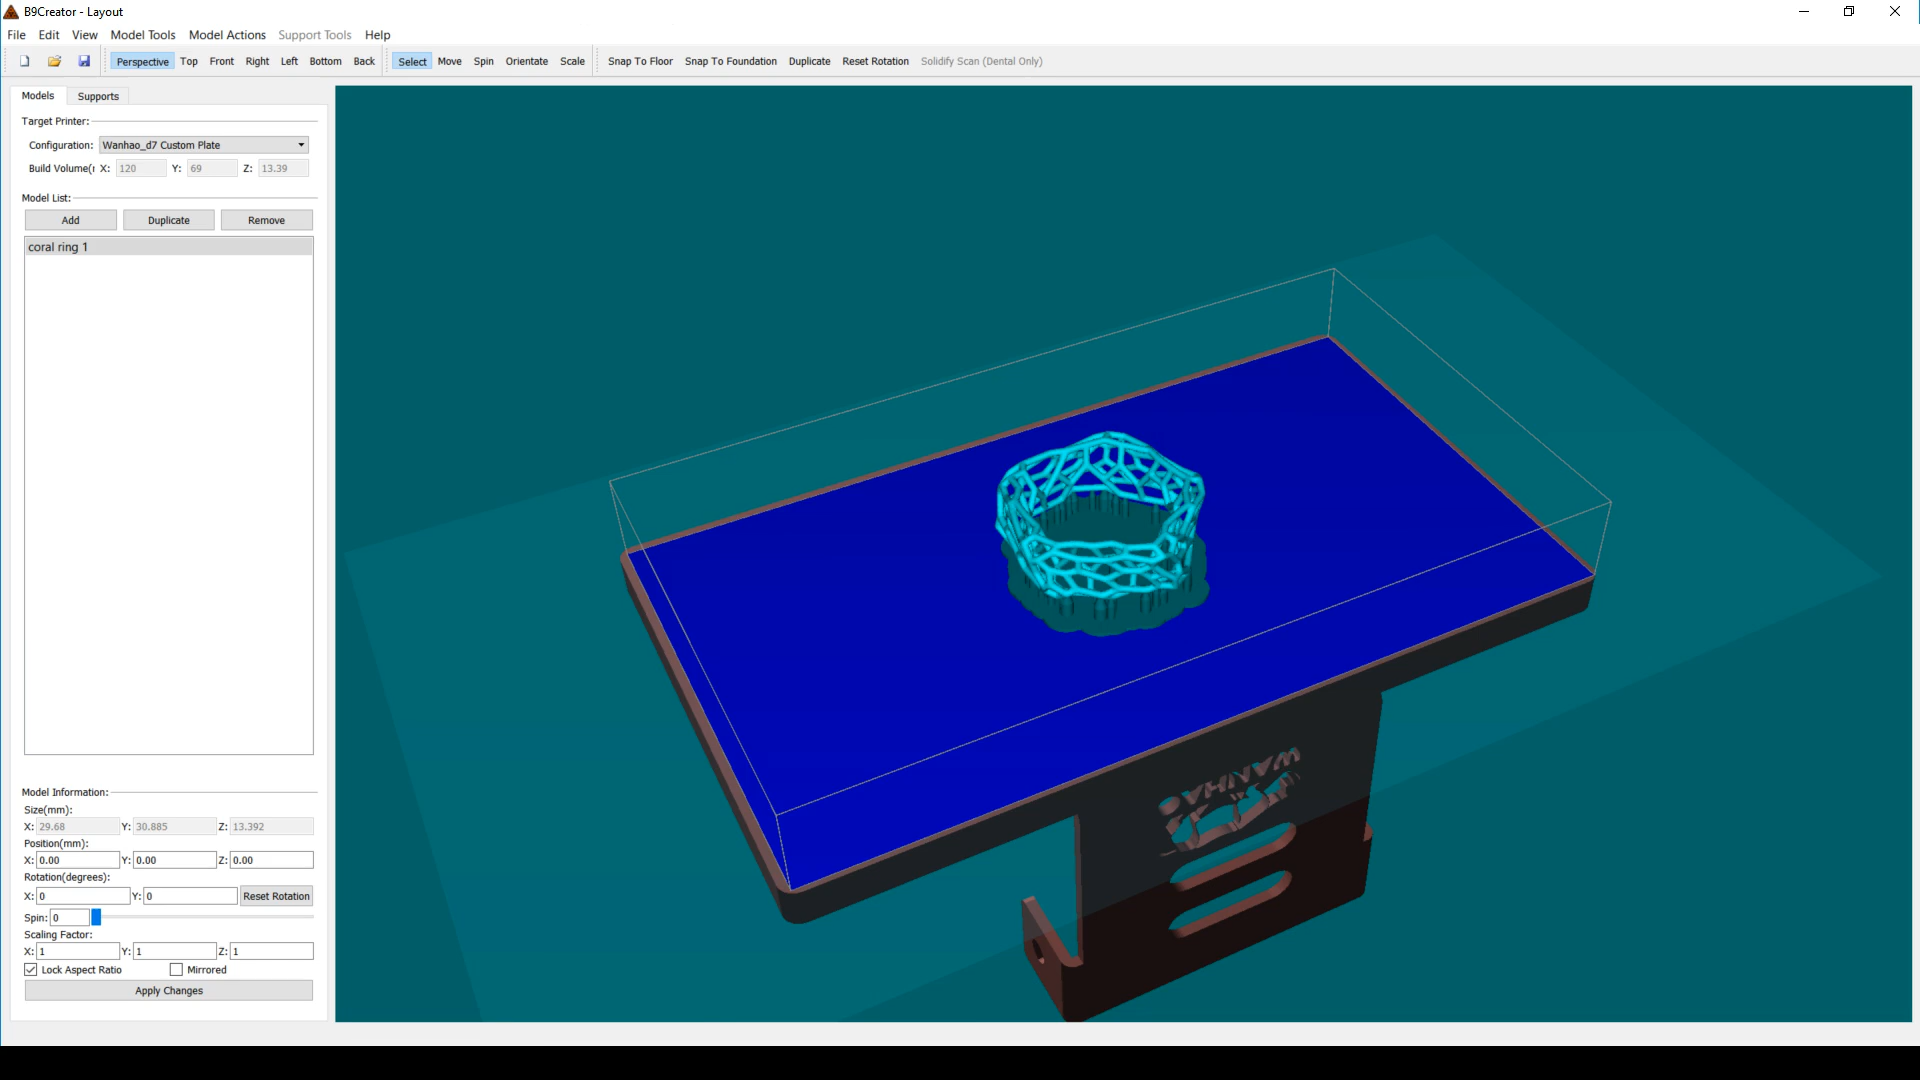 B9Creator - Layout
File Edit View Model Tools Model Actions Support Tools Help
Perspective Top Front Right Left Bottom Back Select Move Spin Orientate Scale Snap To Floor Snap To Foundation Duplicate Reset Rotation Solidify Scan (Dental Only)
Models Supports
Target Printer:
Configuration: Wanhao_d7 Custom Plate
Build Volume(r X: 120 Y: 69 Z: 13.39
Model List:
Add Duplicate Remove
coral ring 1
WANHAO
Model Information:
Size(mm):
X: 29.68 Y: 30.885 Z: 13.392
Position(mm):
X: 0.00 Y: 0.00 Z: 0.00
Rotation(degrees):
X: 0 Y: 0 Reset Rotation
Spin: 0
Scaling Factor:
X: 1 Y: 1 Z: 1
Lock Aspect Ratio Mirrored
Apply Changes